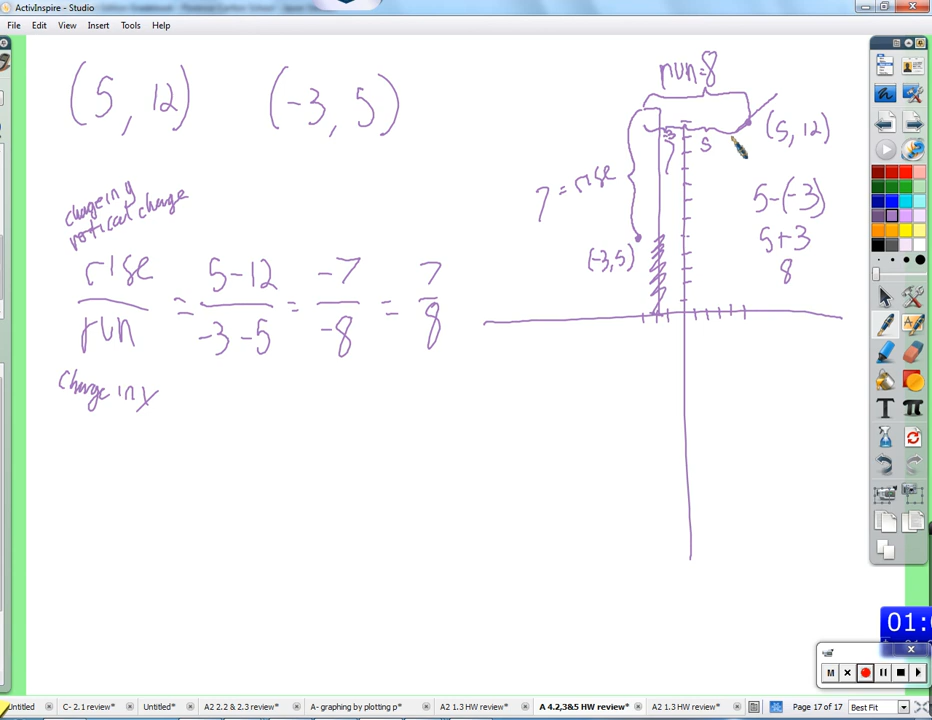 ActivInspire - Studio
File Edit View Insert Tools Help
(5, 12) (-3, 5)
run=8
(5, 12)
-3
5
7 = rise
(-3,5)
5-(-3)
5+3
8
change in y
vertical change
rise/run = 5-12/-3-5 = -7/-8 = 7/8
change in x
01:
M
Untitled C- 2.1 review* Untitled* A2 2.2 & 2.3 review* A- graphing by plotting p* A2 1.3 HW review* A 4.2,3&5 HW review* A2 1.3 HW review* Page 17 of 17 Best Fit